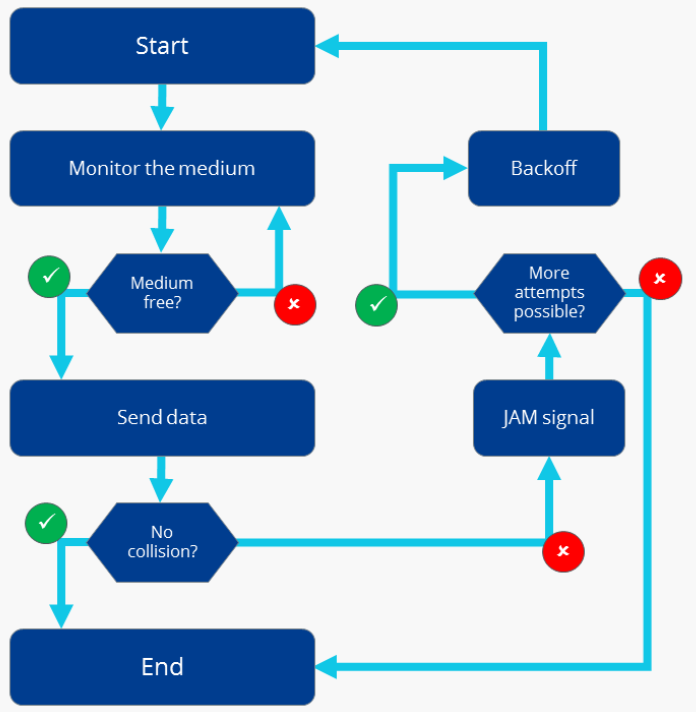 Start
Monitor the medium
Backoff
Medium
free?
More
attempts
possible?
Send data
JAM signal
No
collision?
End